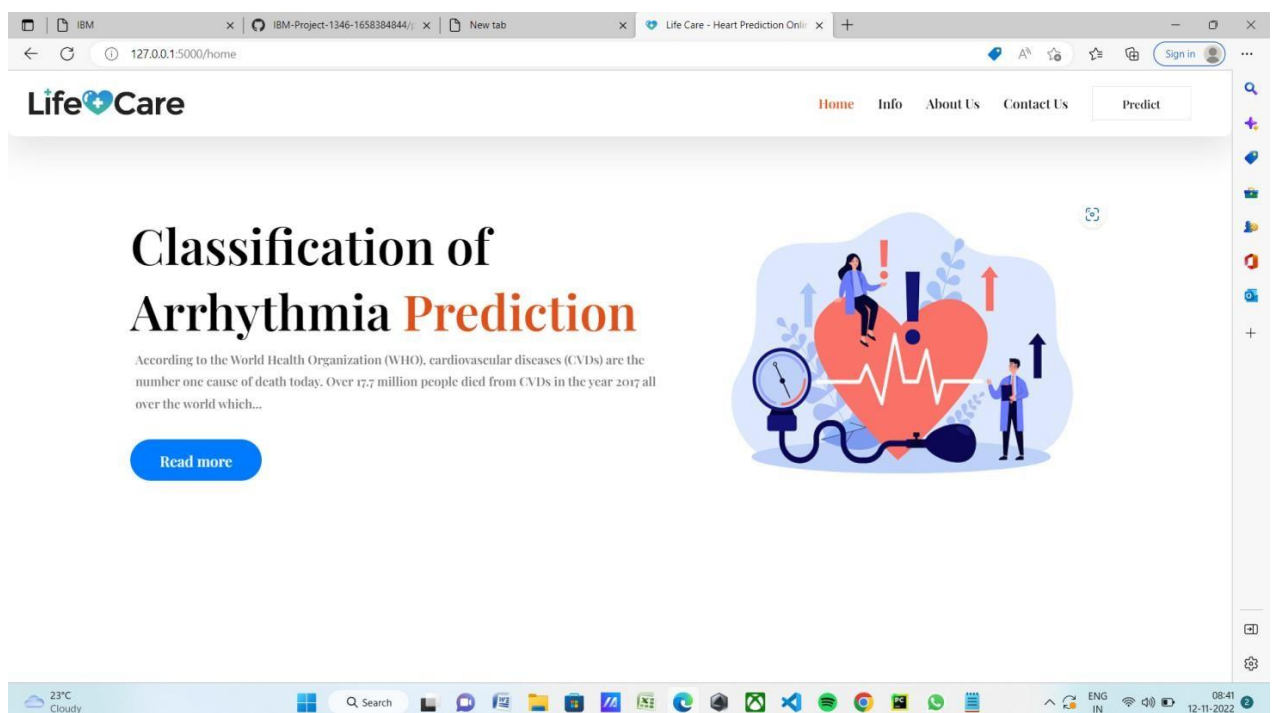 IBM
IBM-Project-1346-1658384844/
New tab
Life Care - Heart Prediction Onli
127.0.0.1:5000/home
Sign in
Life Care
Home Info About Us Contact Us Predict
Classification of
Arrhythmia Prediction
According to the World Health Organization (WHO), cardiovascular diseases (CVDs) are the
number one cause of death today. Over 17.7 million people died from CVDs in the year 2017 all
over the world which...
Read more
23°C
Cloudy
Search
ENG
IN
08:41
12-11-2022
2